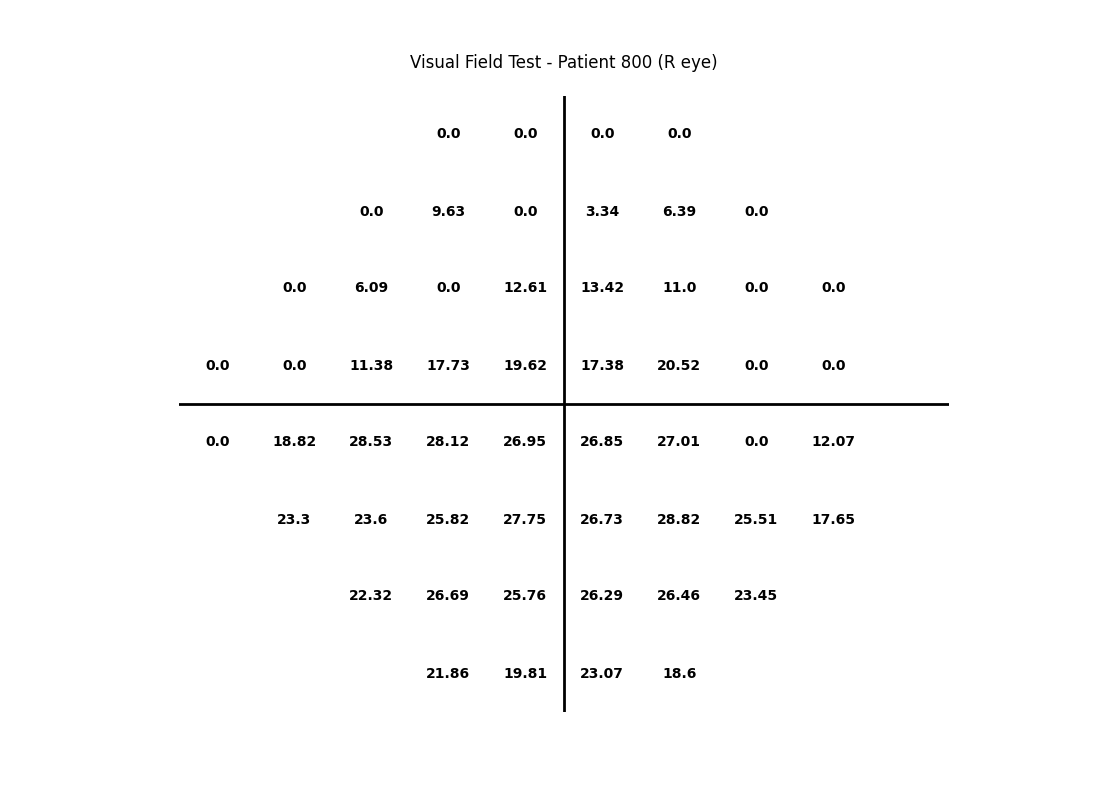 Visual Field Test - Patient 800 (R eye)
0.0 0.0 0.0 0.0
0.0 9.63 0.0 3.34 6.39 0.0
0.0 6.09 0.0 12.61 13.42 11.0 0.0 0.0
0.0 0.0 11.38 17.73 19.62 17.38 20.52 0.0 0.0
0.0 18.82 28.53 28.12 26.95 26.85 27.01 0.0 12.07
23.3 23.6 25.82 27.75 26.73 28.82 25.51 17.65
22.32 26.69 25.76 26.29 26.46 23.45
21.86 19.81 23.07 18.6